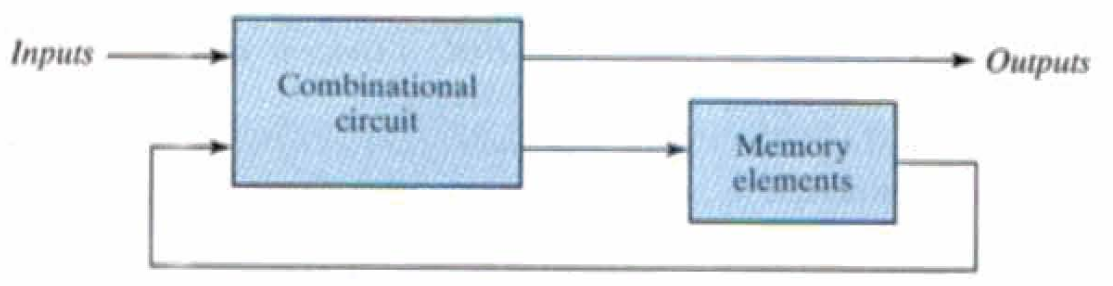 Inputs
Combinational
circuit
Outputs
Memory
elements